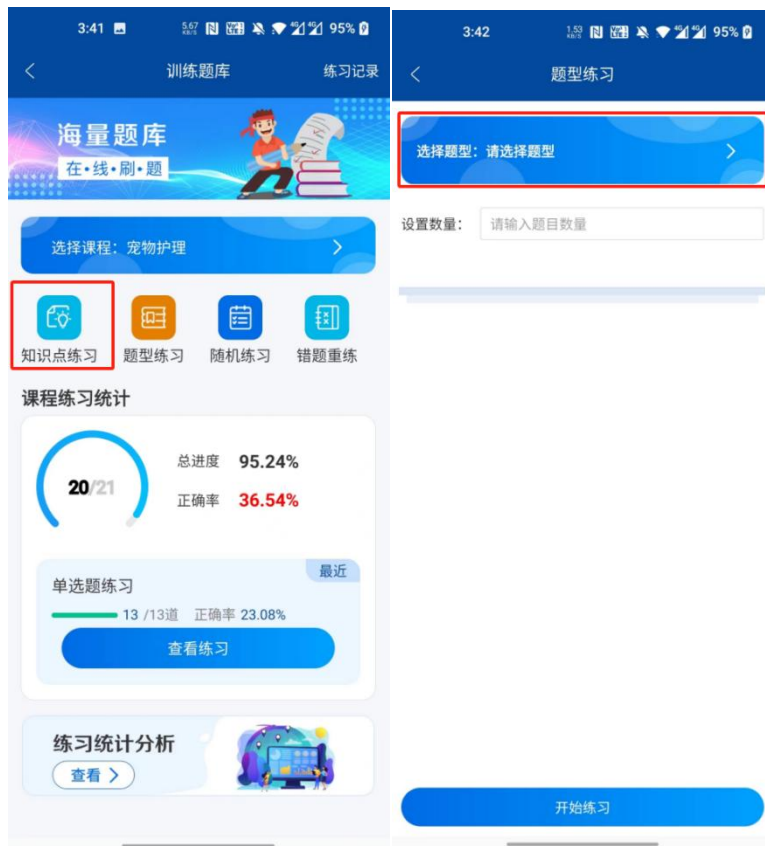 3:41
5.67
KB/S
95%
训练题库
练习记录
海量题库
在•线•刷•题
选择课程：宠物护理
知识点练习
题型练习
随机练习
错题重练
课程练习统计
20/21
总进度 95.24%
正确率 36.54%
最近
单选题练习
13 /13道 正确率 23.08%
查看练习
练习统计分析
查看
3:42
1.53
KB/S
95%
题型练习
选择题型：请选择题型
设置数量：
请输入题目数量
开始练习